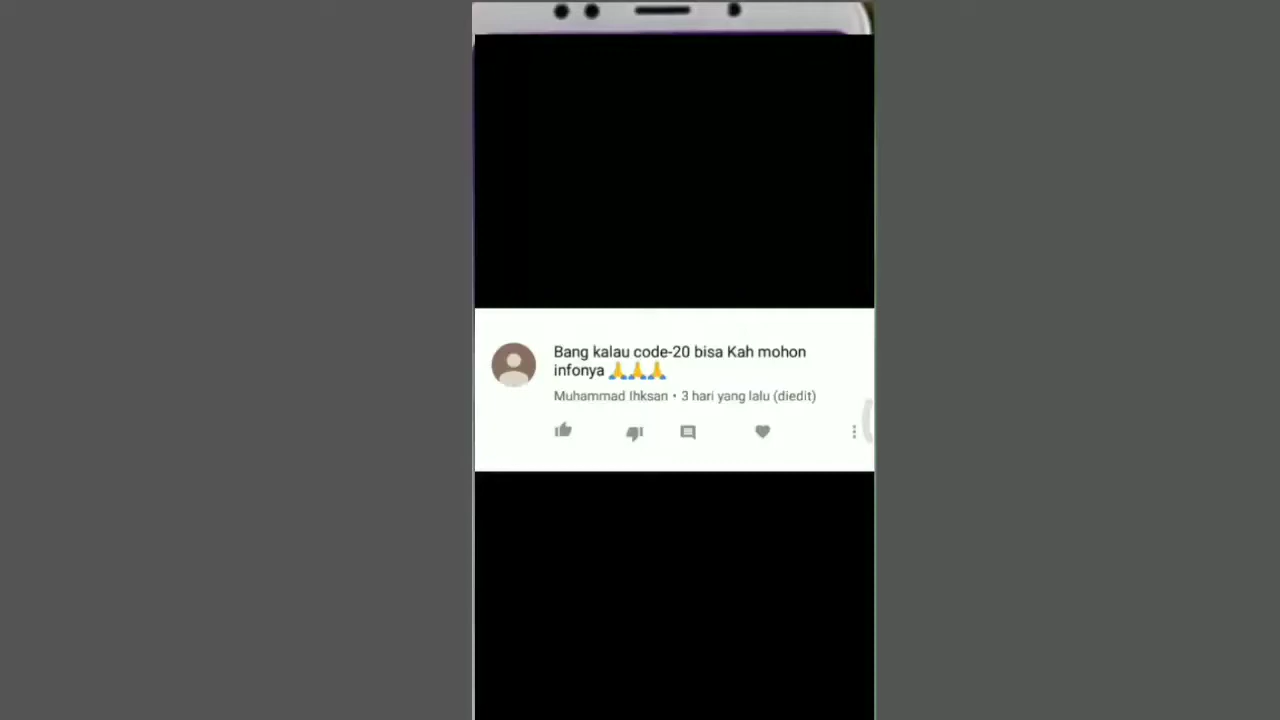 Bang kalau code-20 bisa Kah mohon
infonya 🙏🙏🙏
Muhammad Ihksan • 3 hari yang lalu (diedit)